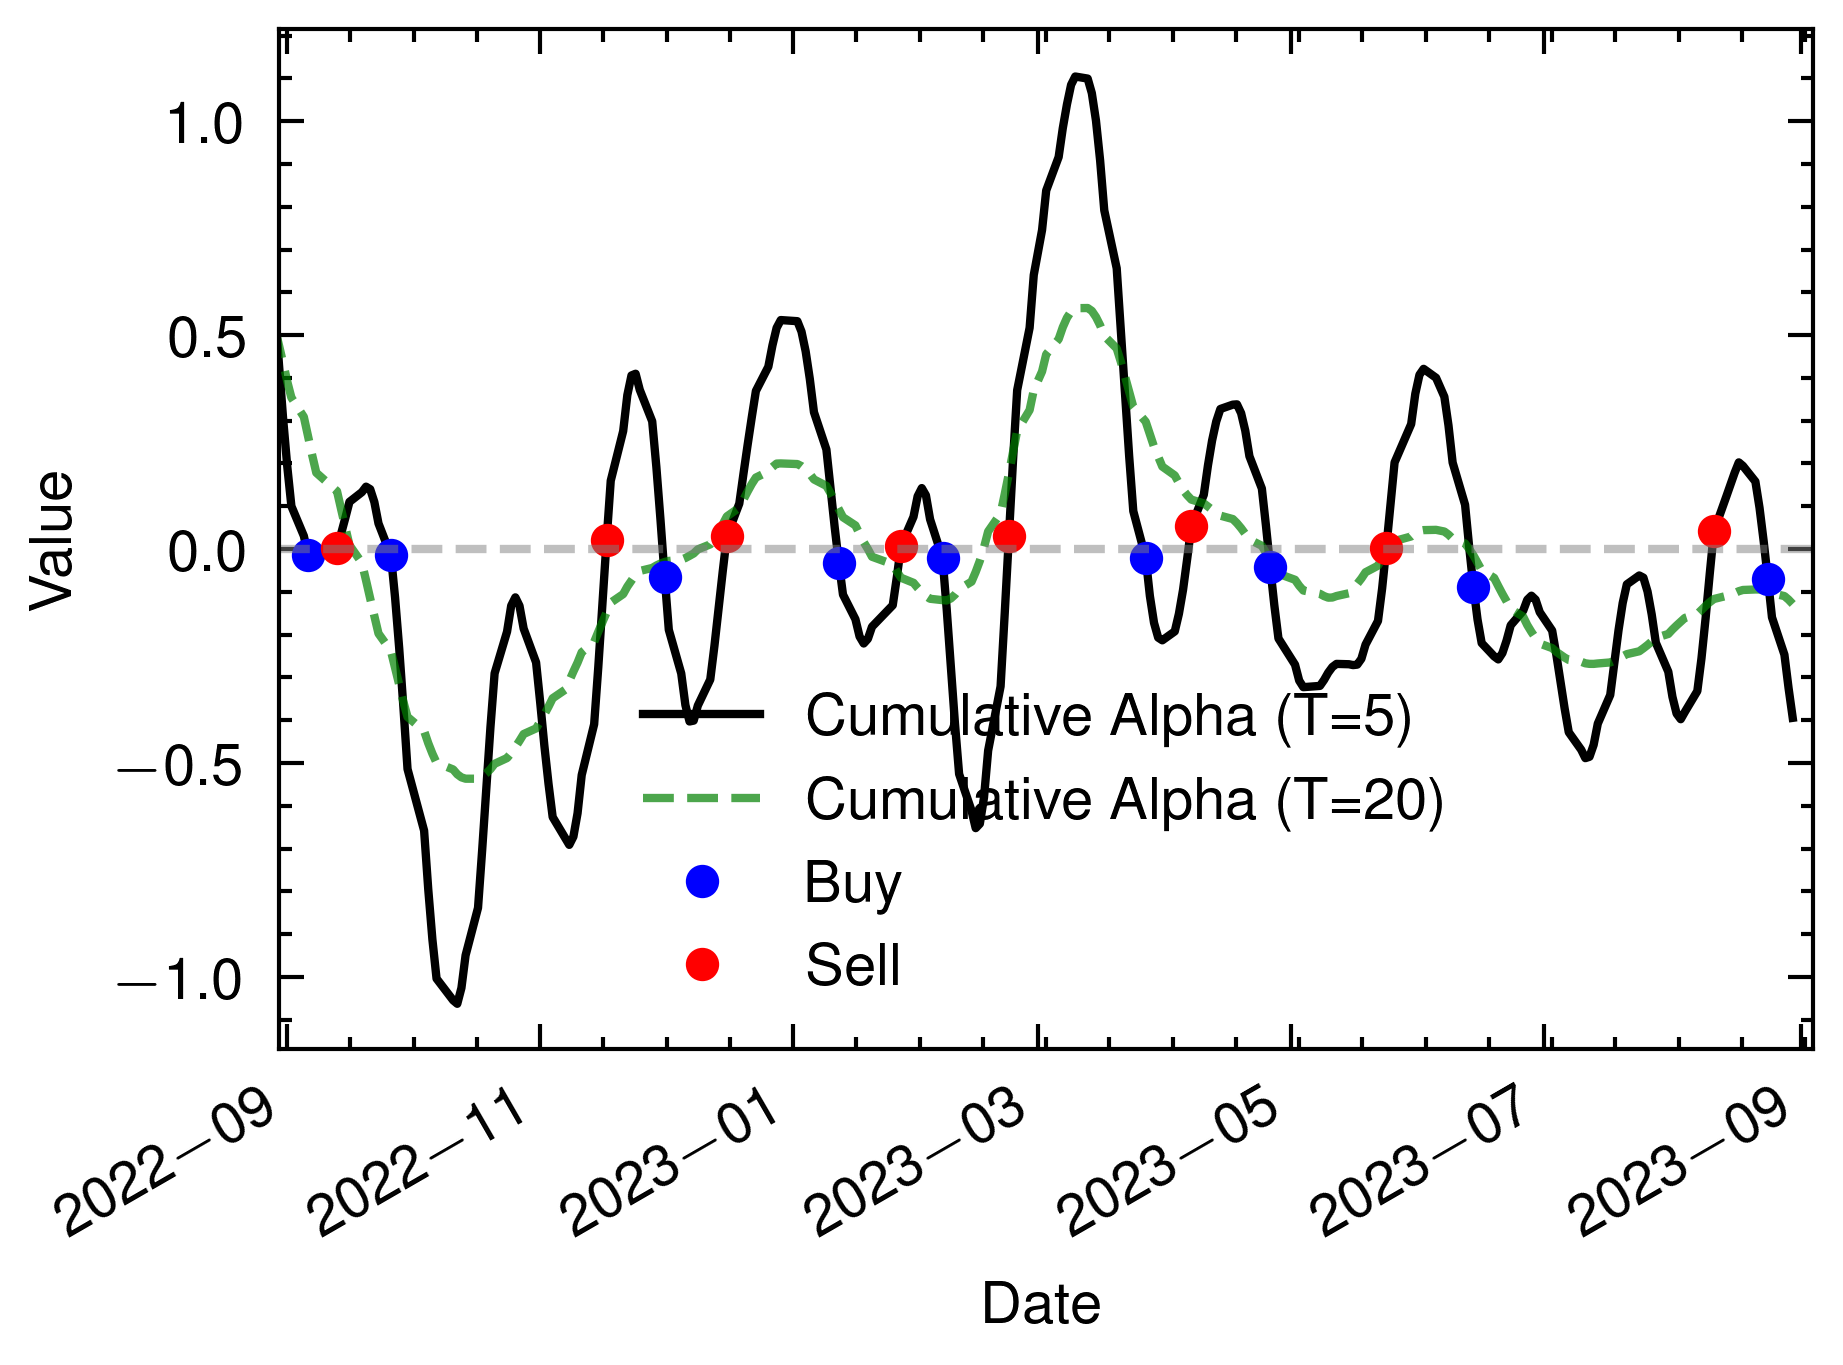 1.0
0.5
0.0
−0.5
−1.0
Value
Cumulative Alpha (T=5)
Cumulative Alpha (T=20)
Buy
Sell
2022−09
2022−11
2023−01
2023−03
2023−05
2023−07
2023−09
Date